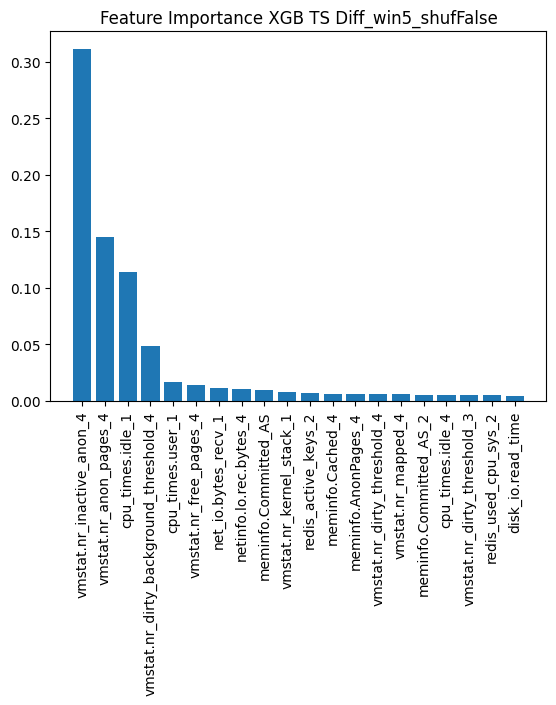 Feature Importance XGB TS Diff_win5_shufFalse
0.30
0.25
0.20
0.15
0.10
0.05
0.00
vmstat.nr_inactive_anon_4
vmstat.nr_anon_pages_4
cpu_times.idle_1
vmstat.nr_dirty_background_threshold_4
cpu_times.user_1
vmstat.nr_free_pages_4
net_io.bytes_recv_1
netinfo.lo.rec.bytes_4
meminfo.Committed_AS
vmstat.nr_kernel_stack_1
redis_active_keys_2
meminfo.Cached_4
meminfo.AnonPages_4
vmstat.nr_dirty_threshold_4
vmstat.nr_mapped_4
meminfo.Committed_AS_2
cpu_times.idle_4
vmstat.nr_dirty_threshold_3
redis_used_cpu_sys_2
disk_io.read_time